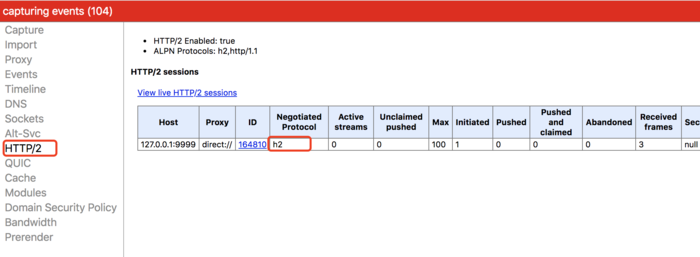 capturing events (104)
Capture
Import
Proxy
Events
Timeline
DNS
Sockets
Alt-Svc
HTTP/2
QUIC
Cache
Modules
Domain Security Policy
Bandwidth
Prerender
• HTTP/2 Enabled: true
• ALPN Protocols: h2,http/1.1
HTTP/2 sessions
View live HTTP/2 sessions
Host Proxy ID Negotiated Protocol Active streams Unclaimed pushed Max Initiated Pushed Pushed and claimed Abandoned Received frames Sec
127.0.0.1:9999 direct:// 164810 h2 0 0 100 1 0 0 0 3 null